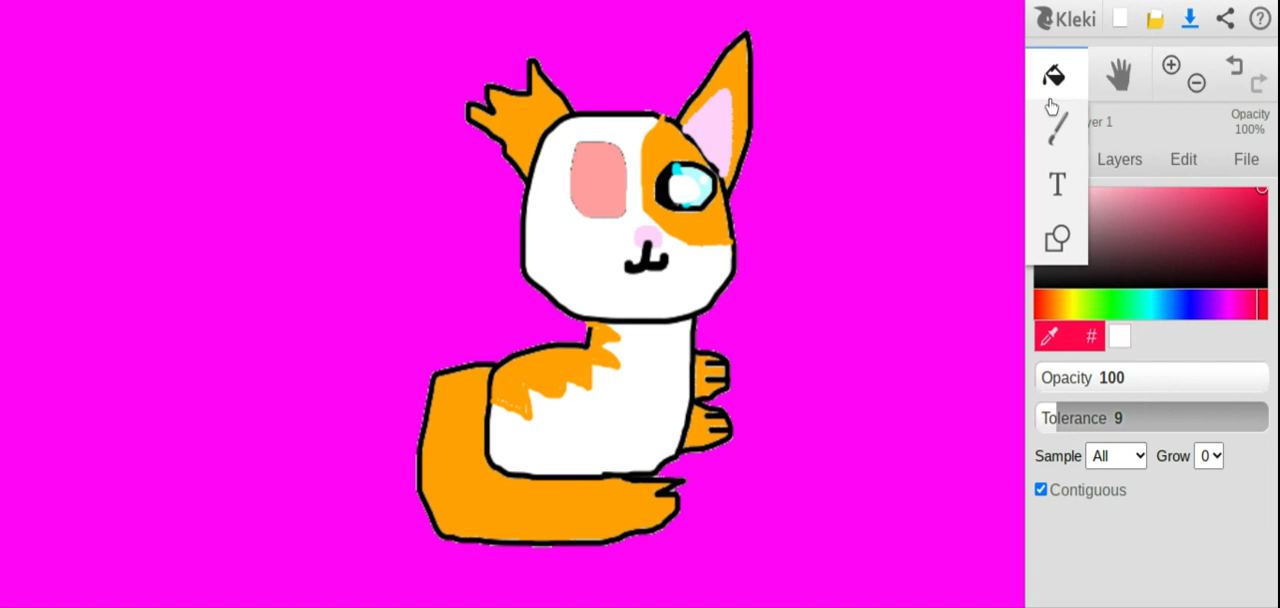 Kleki
yer 1
Opacity
100%
T
Layers Edit File
#
Opacity 100
Tolerance 9
Sample All Grow 0
Contiguous